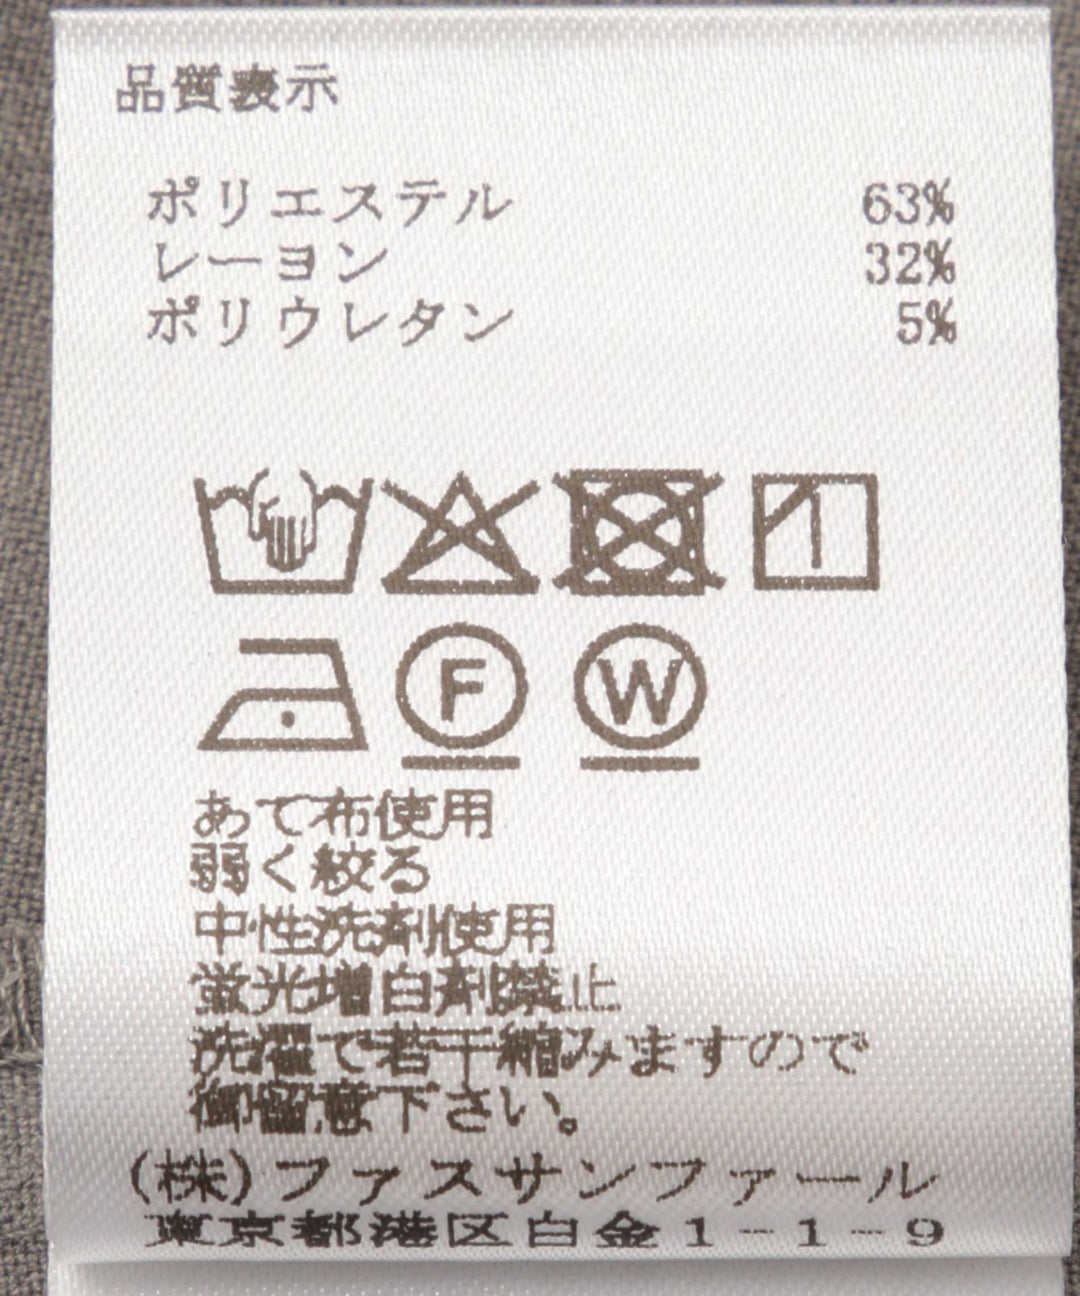 品質表示
ポリエステル 63%
レーヨン 32%
ポリウレタン 5%
F W
あて布使用
弱く絞る
中性洗剤使用
蛍光増白剤禁止
洗濯で若干縮みますので
御留意下さい。
(株)ファスサンファール
東京都港区白金1-1-9